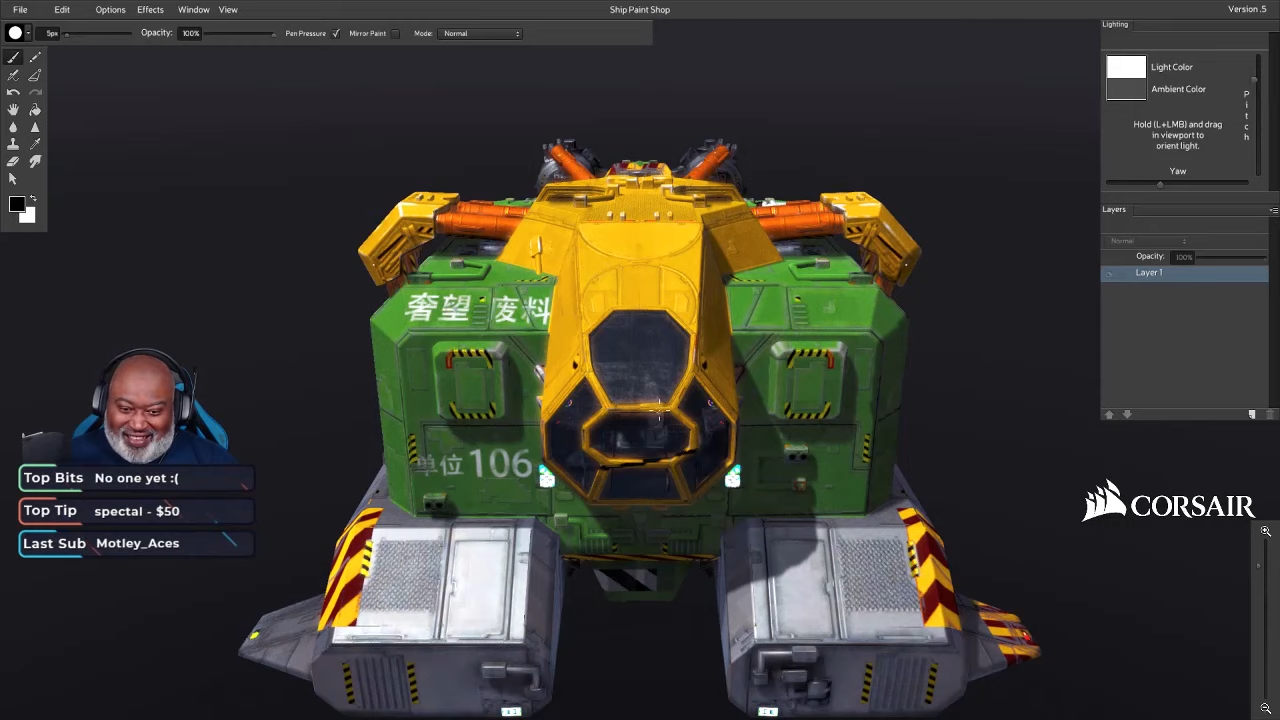 File Edit Options Effects Window View Ship Paint Shop Version .5
5px Opacity: 100% Pen Pressure Mirror Paint Mode: Normal
Lighting
Light Color
Ambient Color
Pitch
Hold (L+LMB) and drag
in viewport to
orient light.
Yaw
Layers
Normal
Opacity: 100%
Layer 1
奢望 废料
单位 106
Top Bits No one yet :(
Top Tip spectal - $50
Last Sub Motley_Aces
CORSAIR